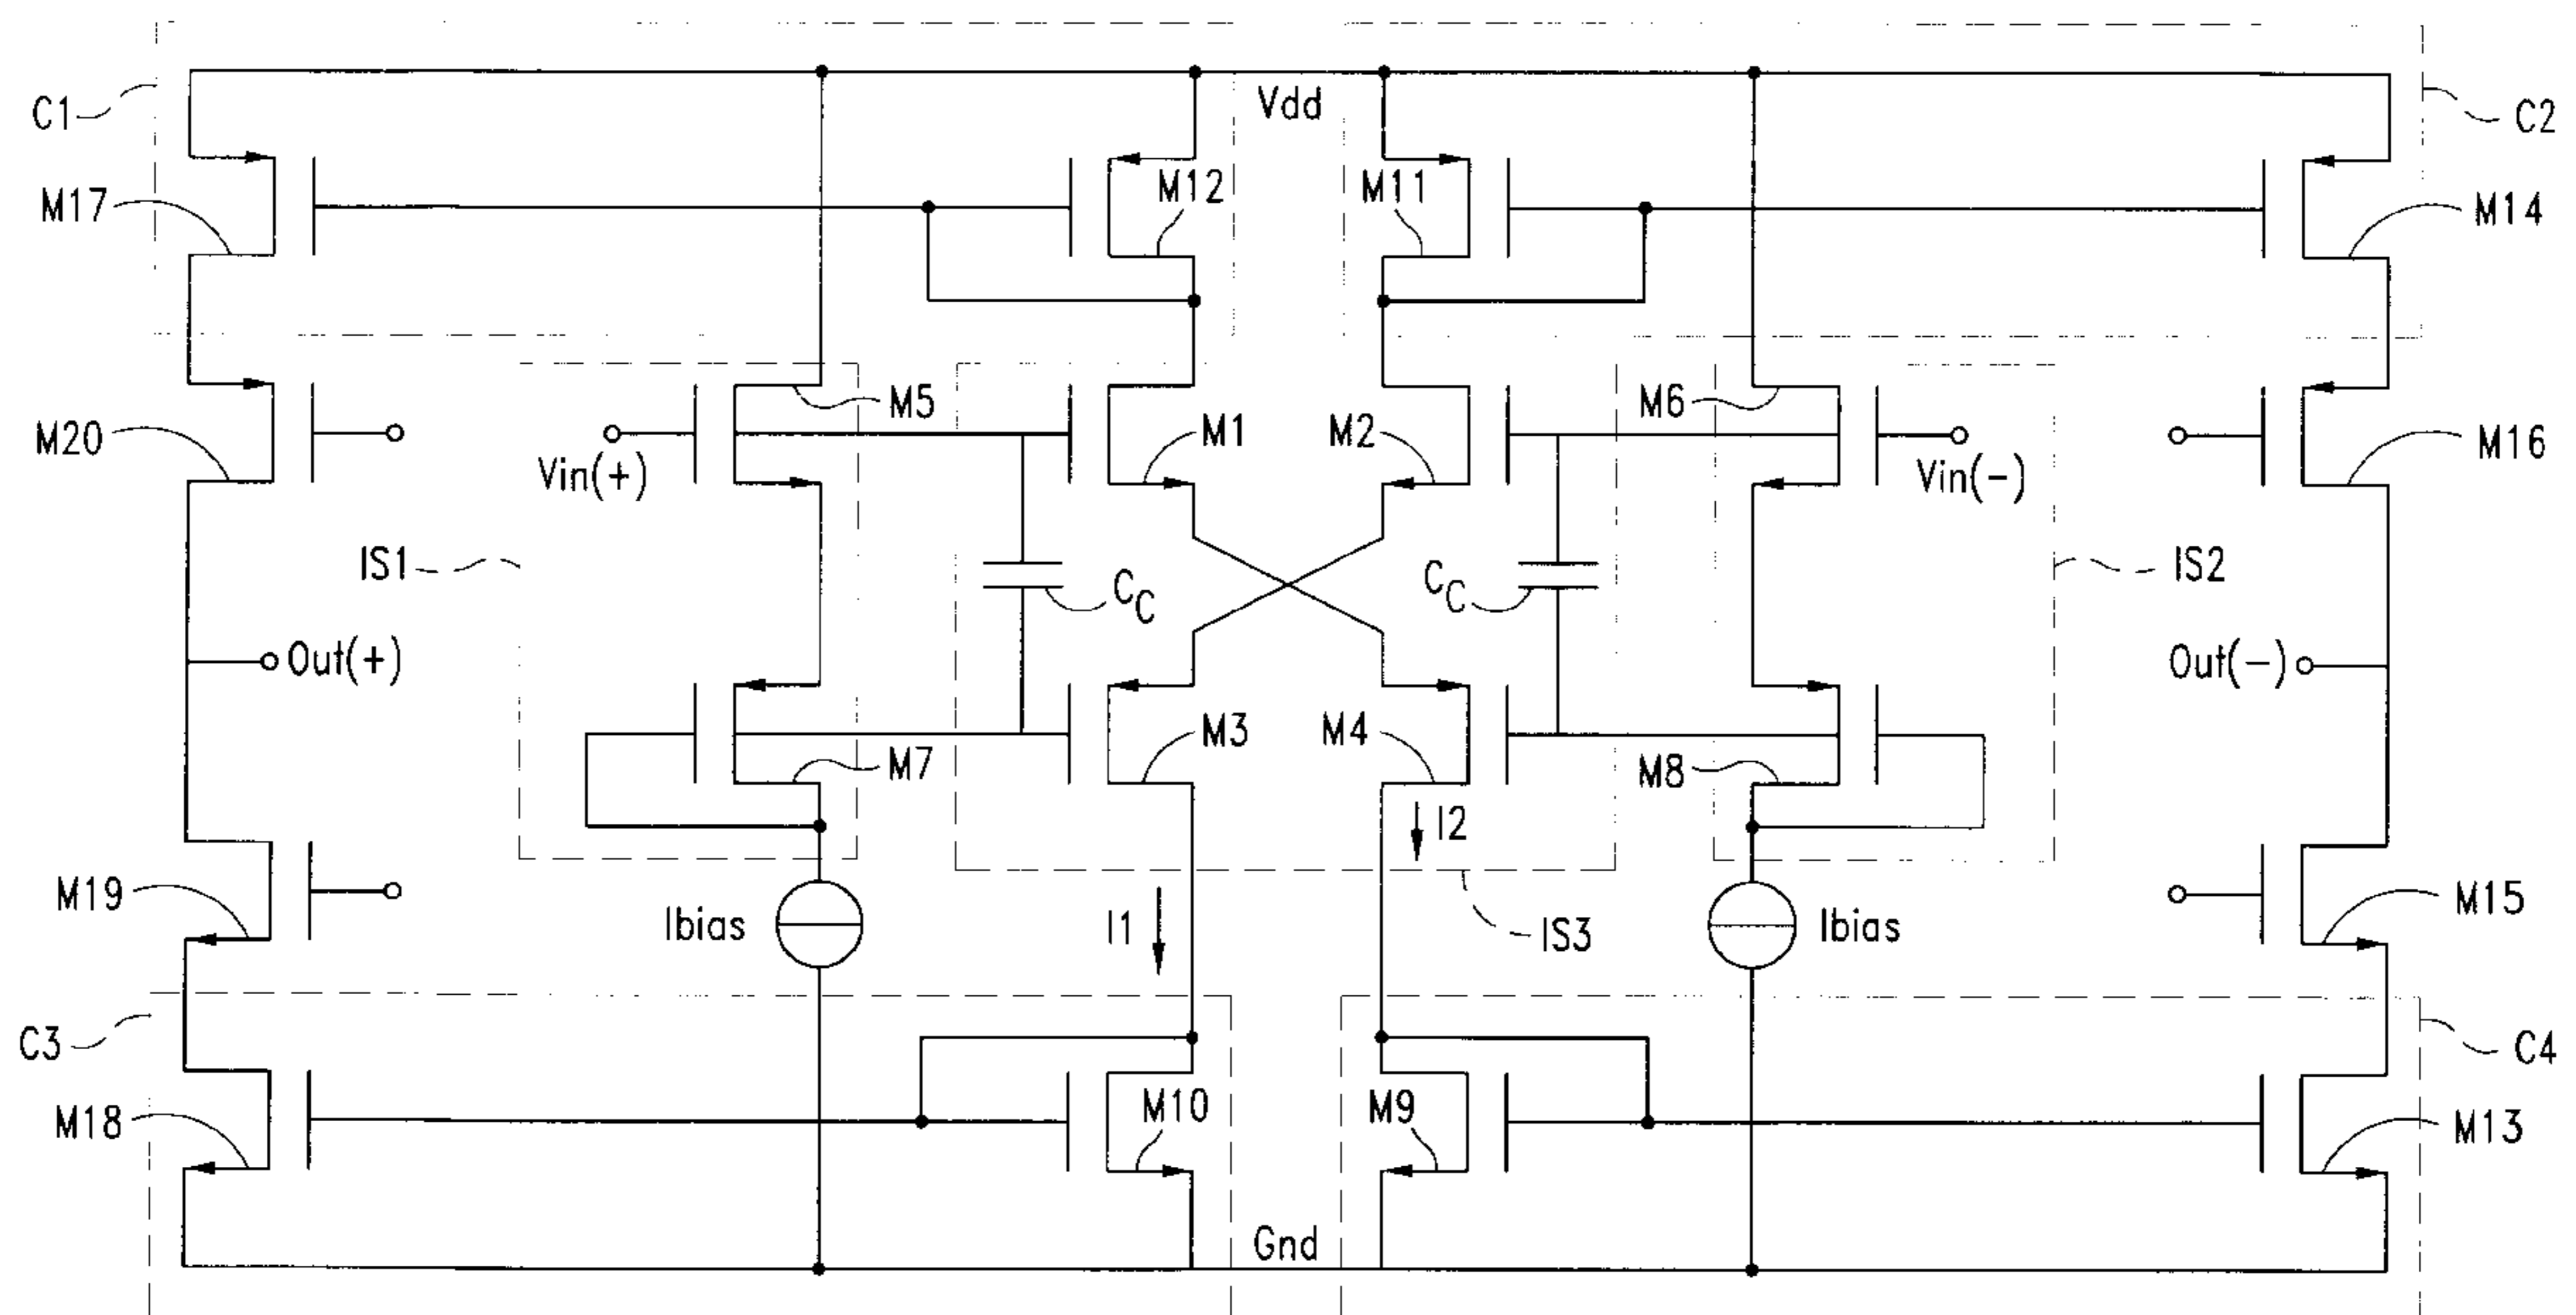 C1
Vdd
C2
M17
M12
M11
M14
M20
Vin(+)
M5
M1
M2
M6
Vin(-)
M16
IS1
CC
CC
IS2
Out(+)
Out(-)
M7
M3
M4
M8
I2
M19
Ibias
I1
IS3
Ibias
M15
C3
C4
M18
M10
M9
M13
Gnd